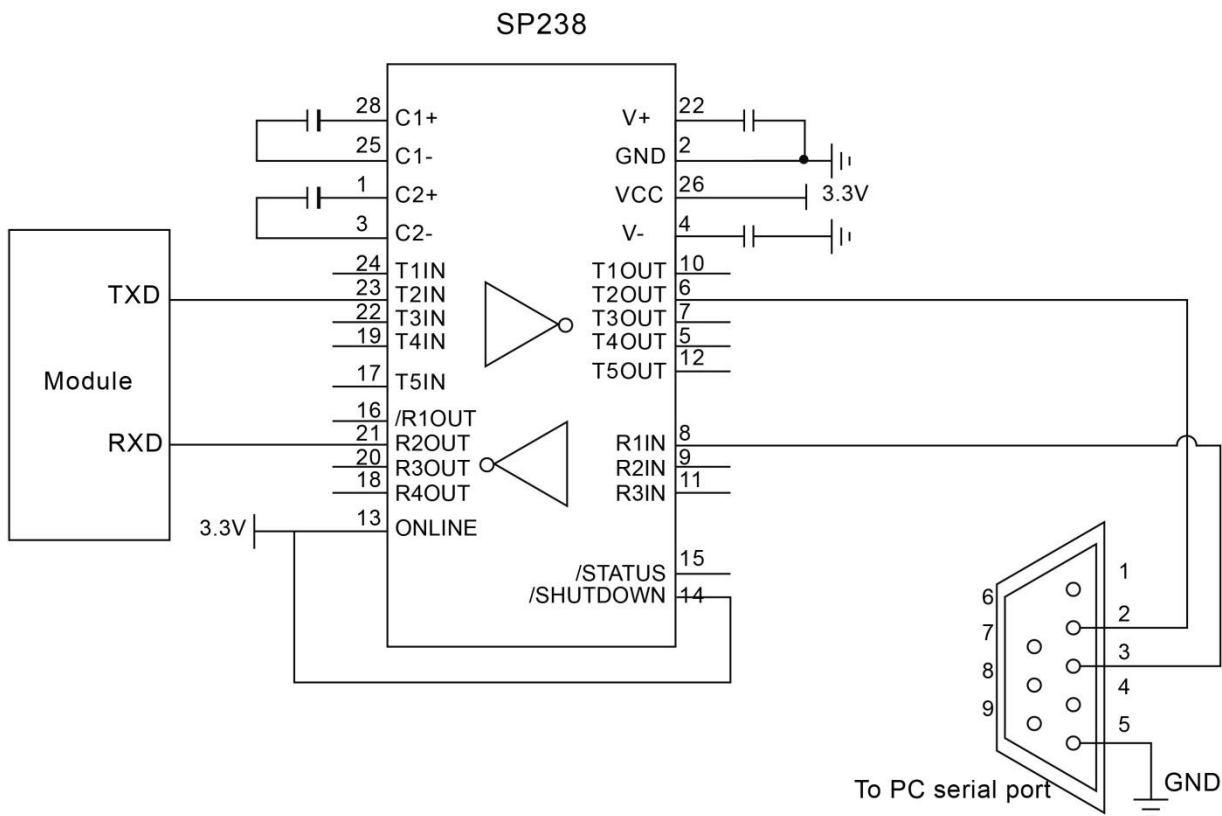 SP238
28 C1+ V+ 22
25 C1- GND 2
1 C2+ VCC 26 3.3V
3 C2- V- 4
24 T1IN T1OUT 10
TXD 23 T2IN T2OUT 6
22 T3IN T3OUT 7
19 T4IN T4OUT 5
T5OUT 12
Module 17 T5IN
16 /R1OUT
RXD 21 R2OUT R1IN 8
20 R3OUT R2IN 9
18 R4OUT R3IN 11
3.3V 13 ONLINE
/STATUS 15
/SHUTDOWN 14
1
6
2
7
3
8
4
9
5
To PC serial port GND